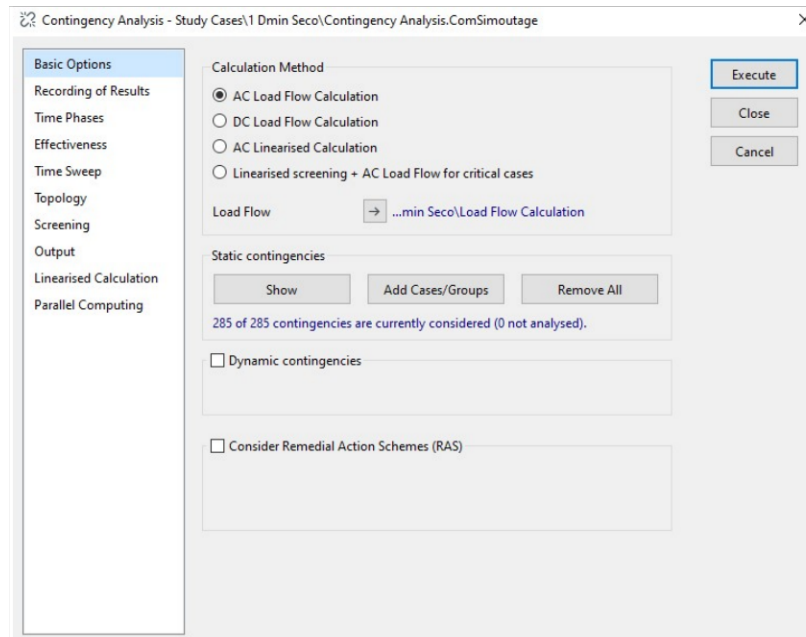 Contingency Analysis - Study Cases\1 Dmin Seco\Contingency Analysis.ComSimoutage
Basic Options
Recording of Results
Time Phases
Effectiveness
Time Sweep
Topology
Screening
Output
Linearised Calculation
Parallel Computing
Calculation Method
AC Load Flow Calculation
DC Load Flow Calculation
AC Linearised Calculation
Linearised screening + AC Load Flow for critical cases
Load Flow → ...min Seco\Load Flow Calculation
Static contingencies
Show Add Cases/Groups Remove All
285 of 285 contingencies are currently considered (0 not analysed).
Dynamic contingencies
Consider Remedial Action Schemes (RAS)
Execute
Close
Cancel